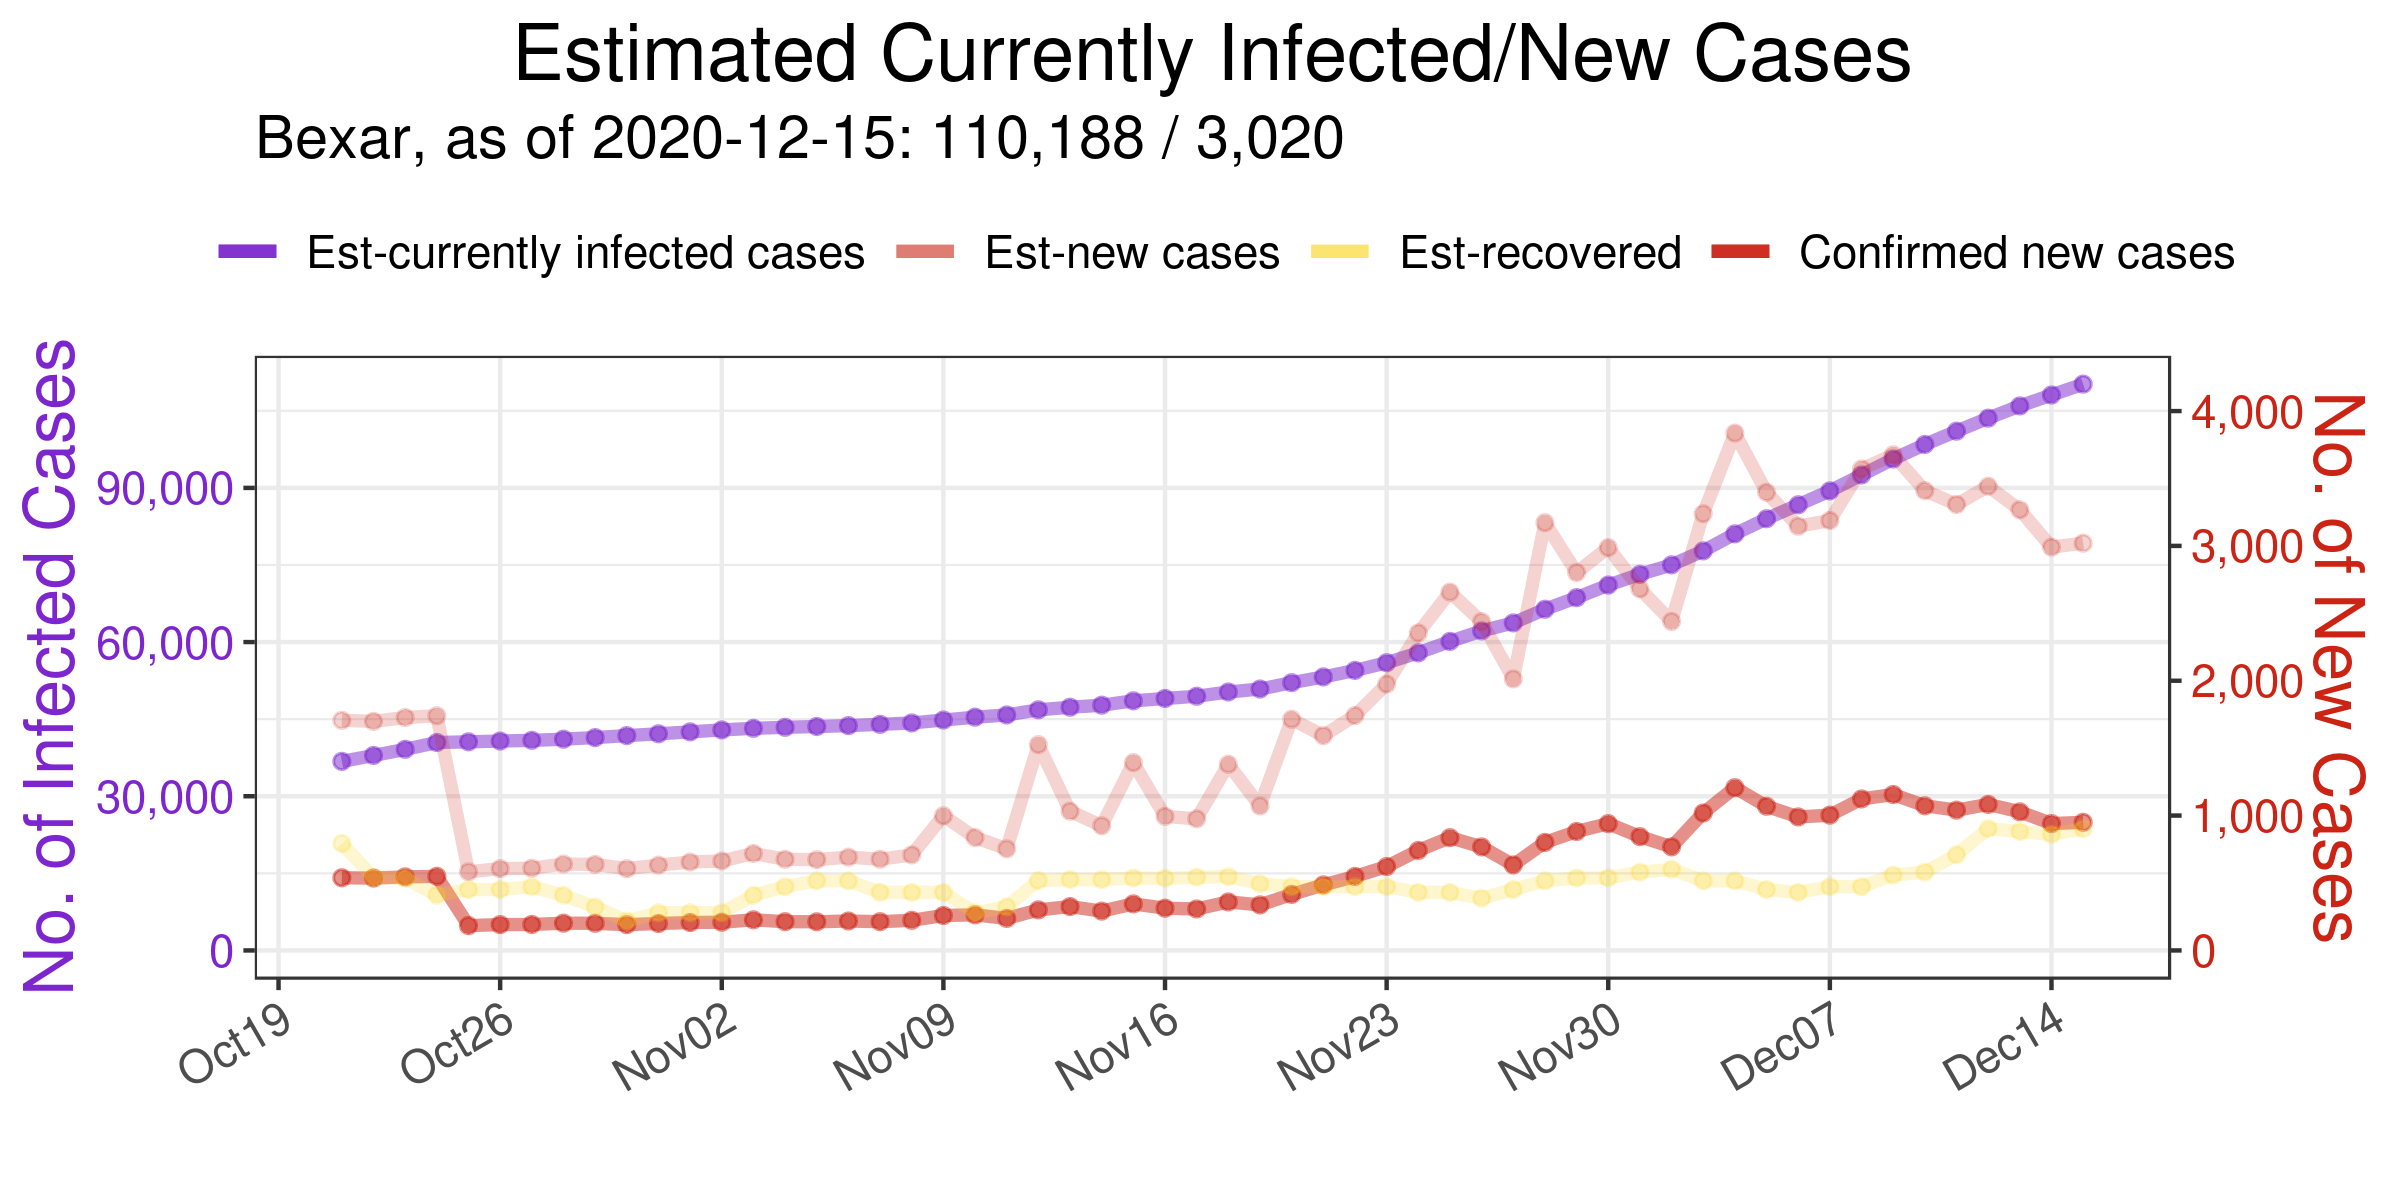 Estimated Currently Infected/New Cases
Bexar, as of 2020-12-15: 110,188 / 3,020
Est-currently infected cases Est-new cases Est-recovered Confirmed new cases
No. of Infected Cases
90,000
60,000
30,000
0
4,000
3,000
2,000
1,000
0
No. of New Cases
Oct19 Oct26 Nov02 Nov09 Nov16 Nov23 Nov30 Dec07 Dec14